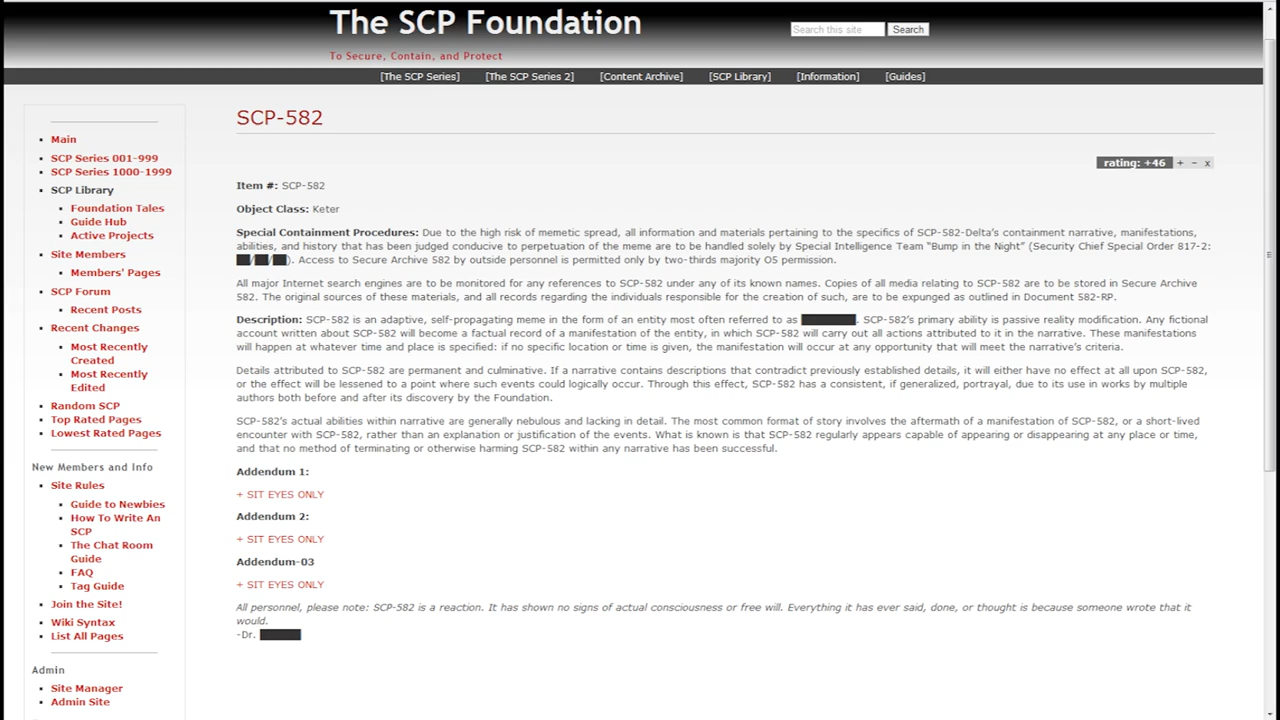 The SCP Foundation
Search this site
Search
To Secure, Contain, and Protect
[The SCP Series]
[The SCP Series 2]
[Content Archive]
[SCP Library]
[Information]
[Guides]
Main
SCP Series 001-999
SCP Series 1000-1999
SCP Library
Foundation Tales
Guide Hub
Active Projects
Site Members
Members' Pages
SCP Forum
Recent Posts
Recent Changes
Most Recently
Created
Most Recently
Edited
Random SCP
Top Rated Pages
Lowest Rated Pages
New Members and Info
Site Rules
Guide to Newbies
How To Write An
SCP
The Chat Room
Guide
FAQ
Tag Guide
Join the Site!
Wiki Syntax
List All Pages
Admin
Site Manager
Admin Site
SCP-582
rating: +46 + – x
Item #: SCP-582
Object Class: Keter
Special Containment Procedures: Due to the high risk of memetic spread, all information and materials pertaining to the specifics of SCP-582-Delta's containment narrative, manifestations,
abilities, and history that has been judged conducive to perpetuation of the meme are to be handled solely by Special Intelligence Team “Bump in the Night” (Security Chief Special Order 817-2:
██/██/██). Access to Secure Archive 582 by outside personnel is permitted only by two-thirds majority OS permission.
All major Internet search engines are to be monitored for any references to SCP-582 under any of its known names. Copies of all media relating to SCP-582 are to be stored in Secure Archive
582. The original sources of these materials, and all records regarding the individuals responsible for the creation of such, are to be expunged as outlined in Document 582-RP.
Description: SCP-582 is an adaptive, self-propagating meme in the form of an entity most often referred to as ████████. SCP-582's primary ability is passive reality modification. Any fictional
account written about SCP-582 will become a factual record of a manifestation of the entity, in which SCP-582 will carry out all actions attributed to it in the narrative. These manifestations
will happen at whatever time and place is specified: if no specific location or time is given, the manifestation will occur at any opportunity that will meet the narrative's criteria.
Details attributed to SCP-582 are permanent and culminative. If a narrative contains descriptions that contradict previously established details, it will either have no effect at all upon SCP-582,
or the effect will be lessened to a point where such events could logically occur. Through this effect, SCP-582 has a consistent, if generalized, portrayal, due to its use in works by multiple
authors both before and after its discovery by the Foundation.
SCP-582's actual abilities within narrative are generally nebulous and lacking in detail. The most common format of story involves the aftermath of a manifestation of SCP-582, or a short-lived
encounter with SCP-582, rather than an explanation or justification of the events. What is known is that SCP-582 regularly appears capable of appearing or disappearing at any place or time,
and that no method of terminating or otherwise harming SCP-582 within any narrative has been successful.
Addendum 1:
+ SIT EYES ONLY
Addendum 2:
+ SIT EYES ONLY
Addendum-03
+ SIT EYES ONLY
All personnel, please note: SCP-582 is a reaction. It has shown no signs of actual consciousness or free will. Everything it has ever said, done, or thought is because someone wrote that it
would.
-Dr. ██████